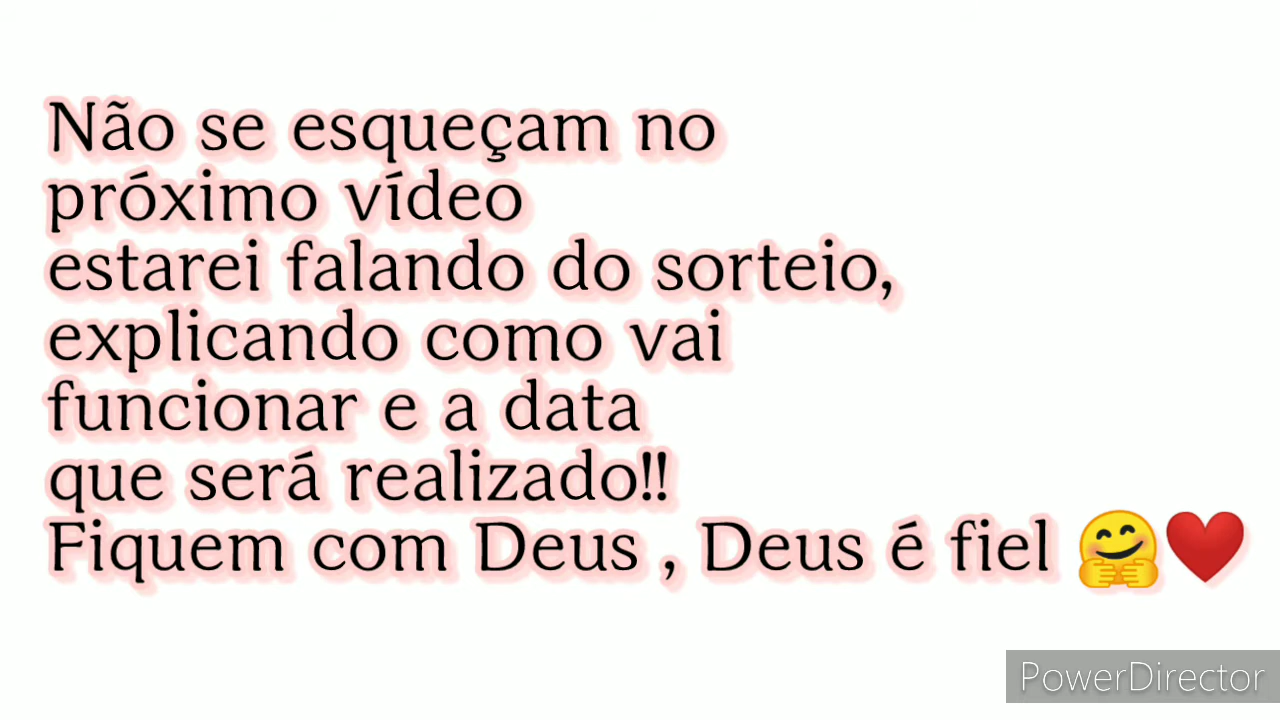 Não se esqueçam no
próximo vídeo
estarei falando do sorteio,
explicando como vai
funcionar e a data
que será realizado!!
Fiquem com Deus , Deus é fiel 🤗❤️
PowerDirector